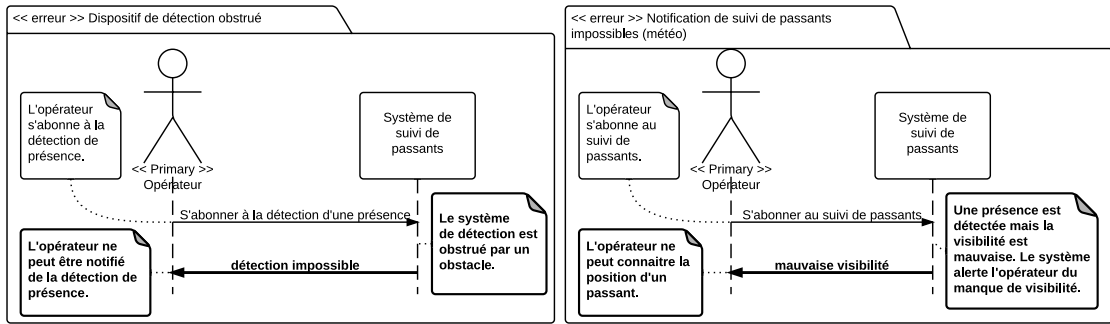 << erreur >> Dispositif de détection obstrué
L'opérateur
s'abonne à la
détection de
présence.
<< Primary >>
Opérateur
Système de
suivi de
passants
S'abonner à la détection d'une présence
Le système
de détection est
obstrué par un
obstacle.
L'opérateur ne
peut être notifié
de la détection de
présence.
détection impossible
<< erreur >> Notification de suivi de passants
impossibles (météo)
L'opérateur
s'abonne au
suivi de
passants.
<< Primary >>
Opérateur
Système de
suivi de
passants
S'abonner au suivi de passants
Une présence est
détectée mais la
visibilité est
mauvaise. Le système
alerte l'opérateur du
manque de visibilité.
L'opérateur ne
peut connaitre la
position d'un
passant.
mauvaise visibilité